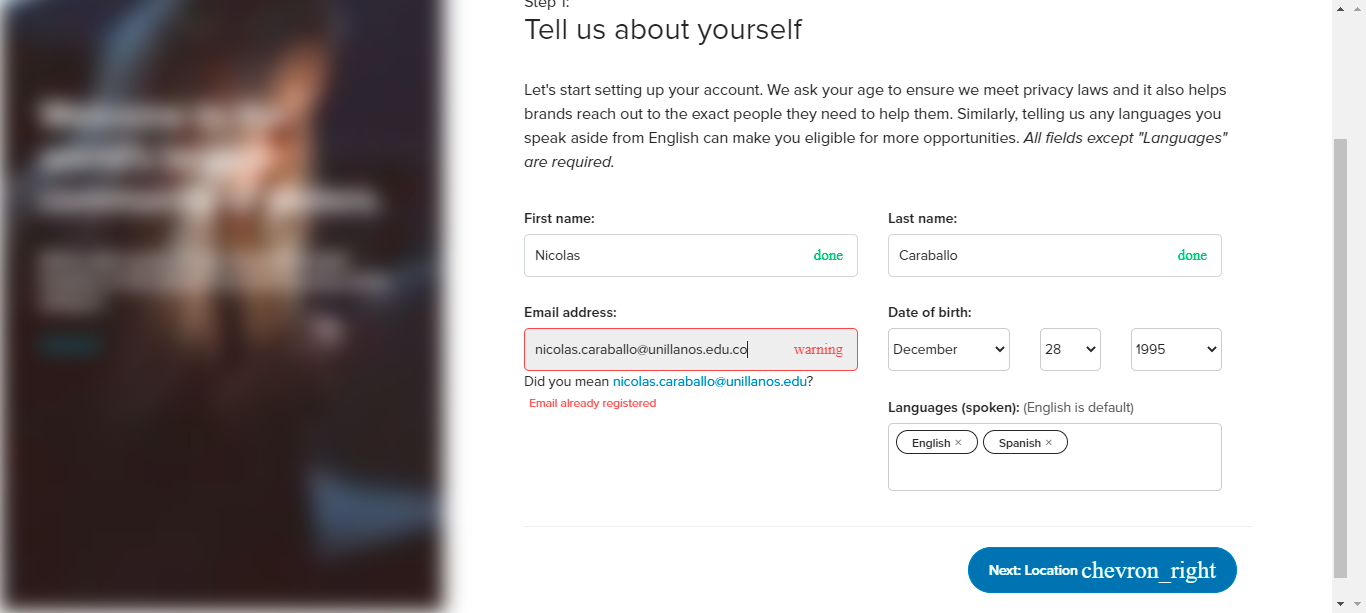 Step 1:
Tell us about yourself
Let's start setting up your account. We ask your age to ensure we meet privacy laws and it also helps
brands reach out to the exact people they need to help them. Similarly, telling us any languages you
speak aside from English can make you eligible for more opportunities. All fields except "Languages"
are required.
First name:
Last name:
Nicolas done
Caraballo done
Email address:
Date of birth:
nicolas.caraballo@unillanos.edu.co warning
December 28 1995
Did you mean nicolas.caraballo@unillanos.edu?
Email already registered
Languages (spoken): (English is default)
English × Spanish ×
Next: Location chevron_right